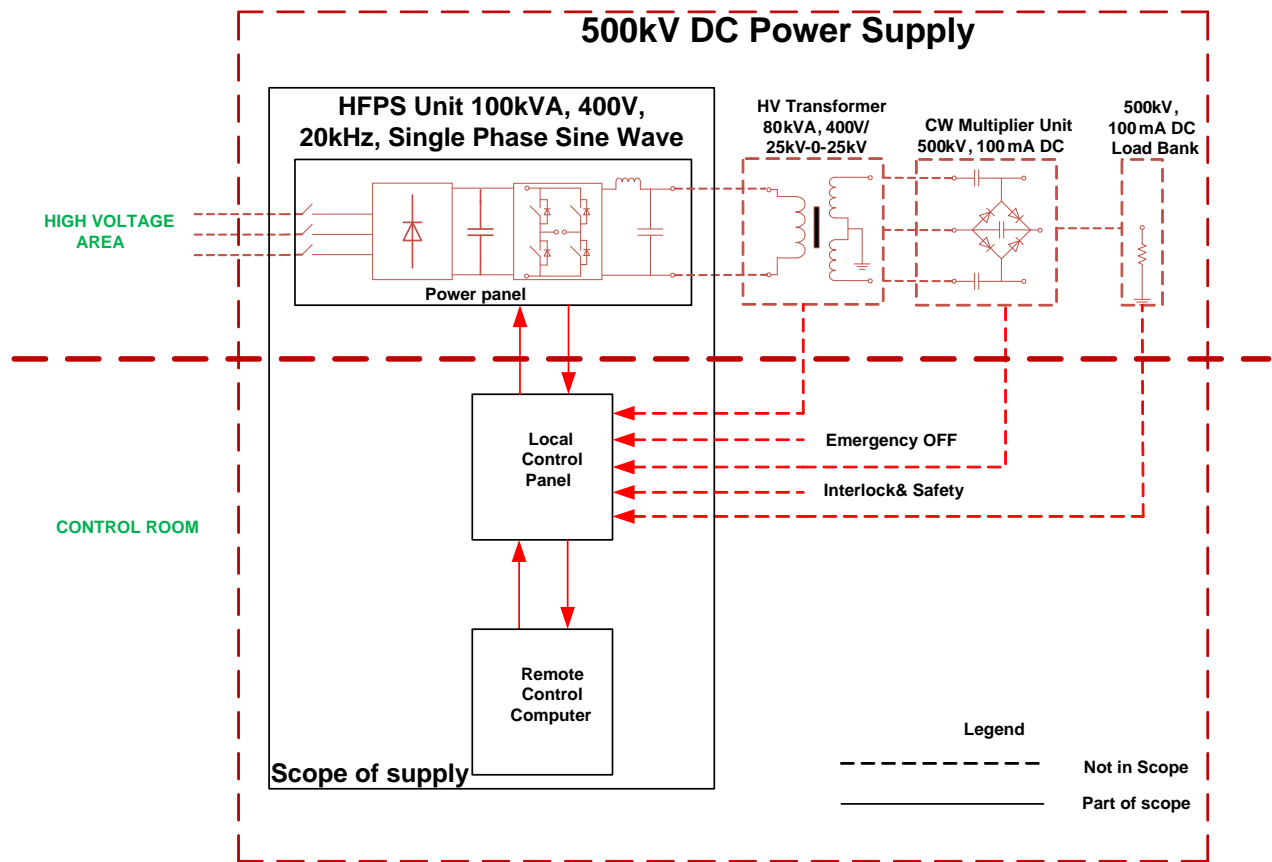 500kV DC Power Supply
HFPS Unit 100kVA, 400V,
20kHz, Single Phase Sine Wave
HV Transformer
80kVA, 400V/
25kV-0-25kV
CW Multiplier Unit
500kV, 100mA DC
500kV,
100mA DC
Load Bank
HIGH VOLTAGE
AREA
Power panel
Local
Control
Panel
Emergency OFF
Interlock& Safety
CONTROL ROOM
Remote
Control
Computer
Scope of supply
Legend
Not in Scope
Part of scope